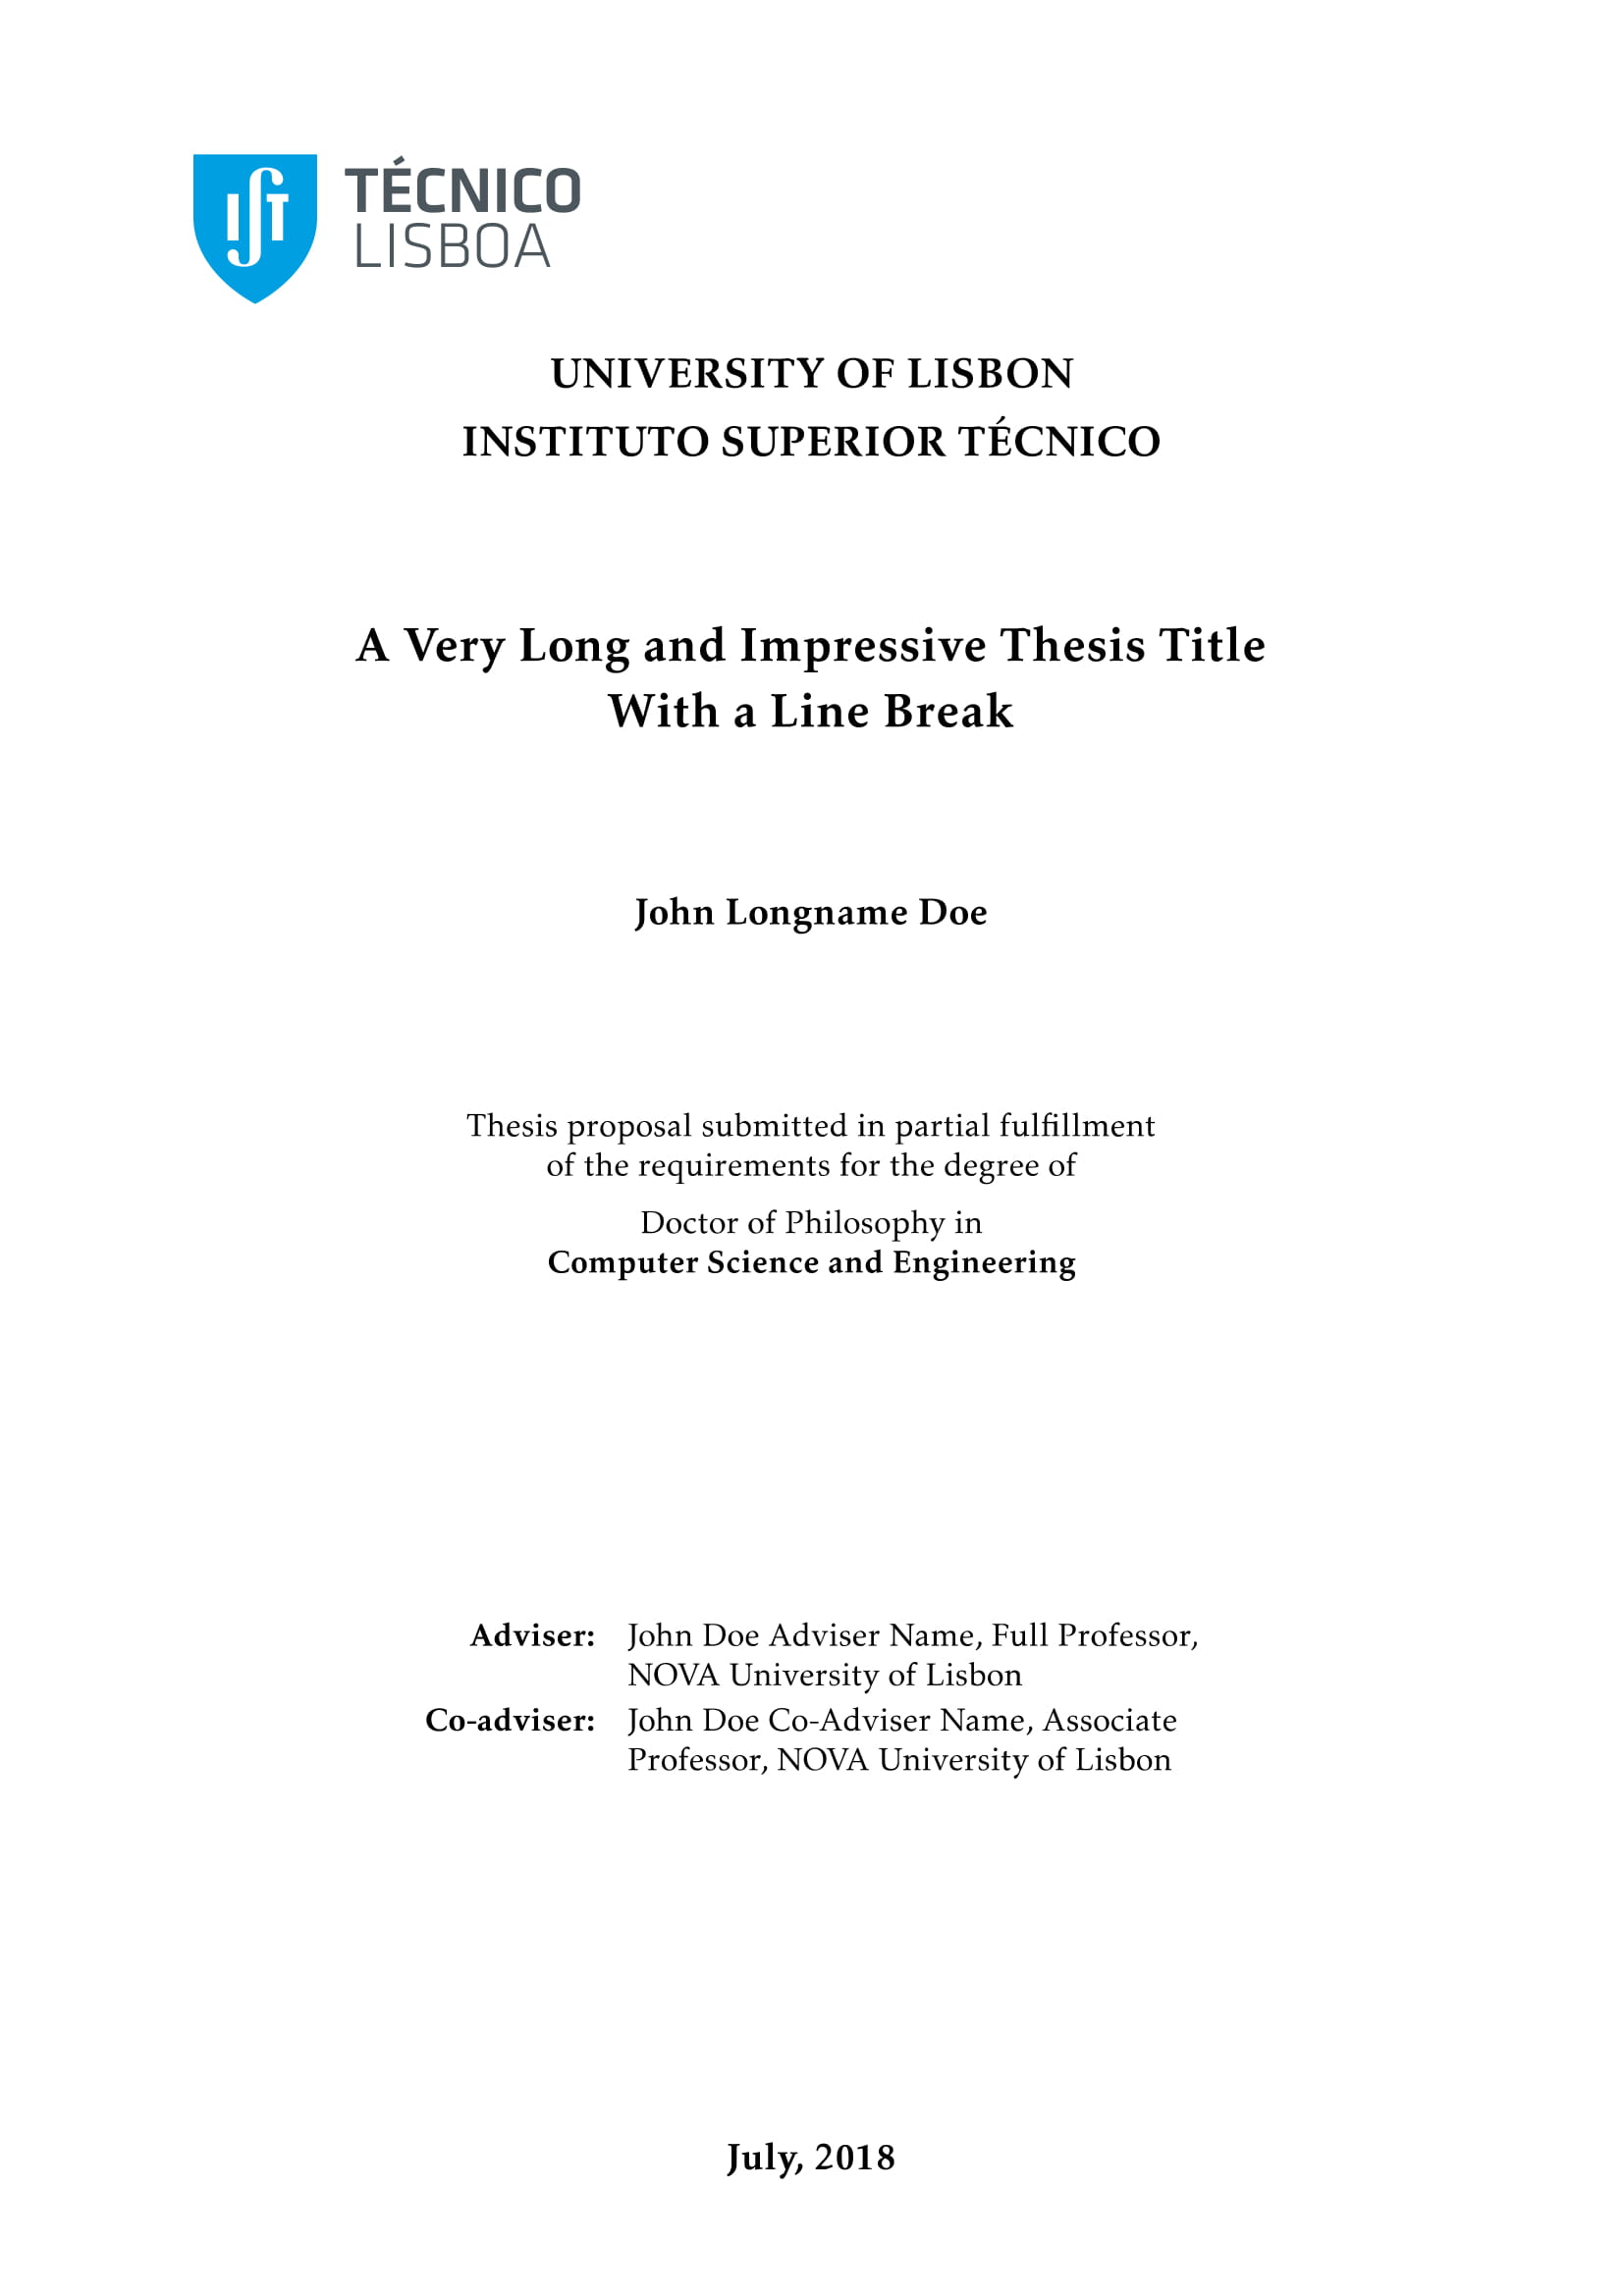 IST
TÉCNICO
LISBOA
UNIVERSITY OF LISBON
INSTITUTO SUPERIOR TÉCNICO
A Very Long and Impressive Thesis Title
With a Line Break
John Longname Doe
Thesis proposal submitted in partial fulfillment
of the requirements for the degree of
Doctor of Philosophy in
Computer Science and Engineering
Adviser: John Doe Adviser Name, Full Professor,
NOVA University of Lisbon
Co-adviser: John Doe Co-Adviser Name, Associate
Professor, NOVA University of Lisbon
July, 2018